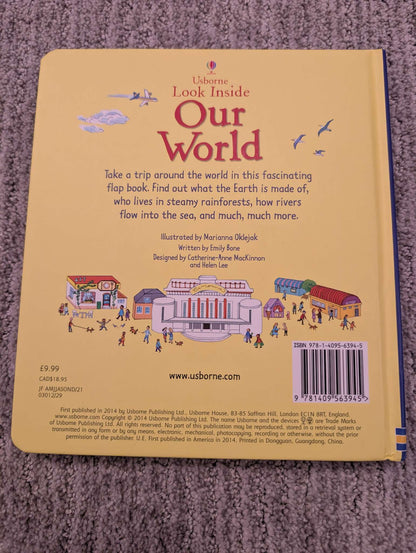 Usborne
Look Inside
Our
World
Take a trip around the world in this fascinating
flap book. Find out what the Earth is made of,
who lives in steamy rainforests, how rivers
flow into the sea, and much, much more.
Illustrated by Marianna Oklejak
Written by Emily Bone
Designed by Catherine-Anne MacKinnon
and Helen Lee
ISBN 978-1-4095-6394-5
£9.99
CAD$18.95
JF AMJJASOND/21
03012/29
www.usborne.com
9 781409 563945
First published in 2014 by Usborne Publishing Ltd., Usborne House, 83-85 Saffron Hill, London EC1N 8RT, England.
www.usborne.com Copyright © 2014 Usborne Publishing Ltd. The name Usborne and the devices are Trade Marks
of Usborne Publishing Ltd. All rights reserved. No part of this publication may be reproduced, stored in a retrieval system or
transmitted in any form or by any means, electronic, mechanical, photocopying, recording or otherwise, without the prior
permission of the publisher. U.E. First published in America in 2014. Printed in Dongguan, Guangdong, China.